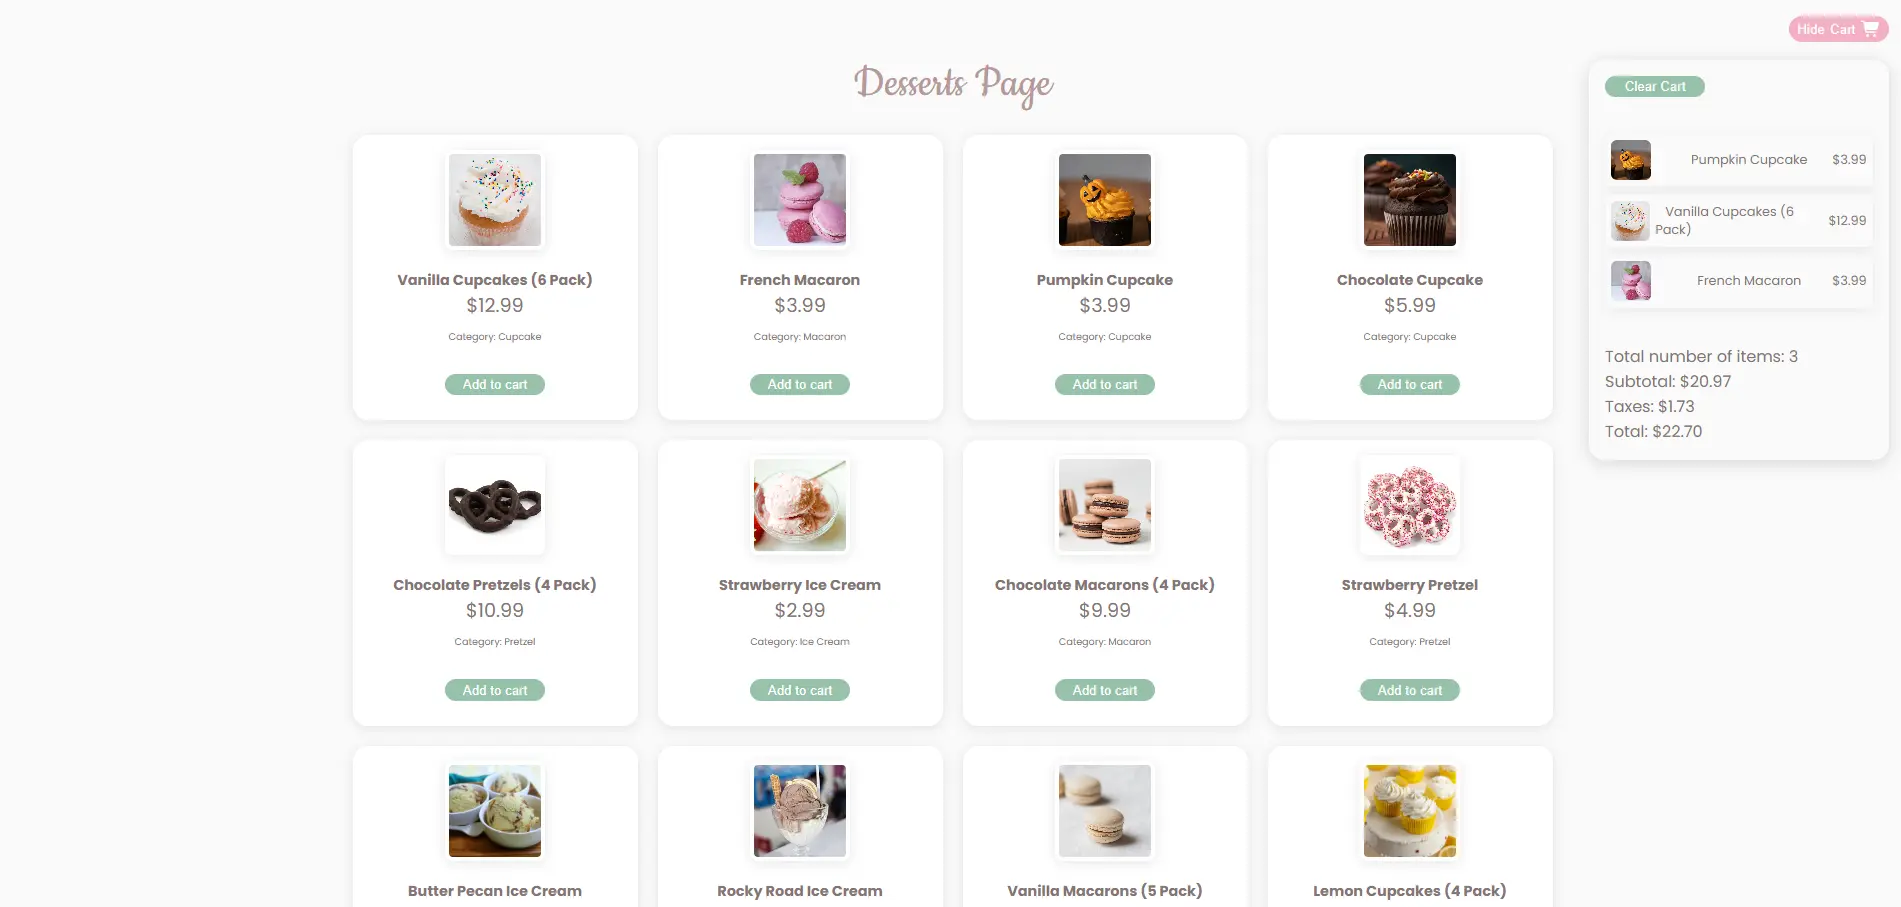 Hide Cart
Desserts Page
Clear Cart
Pumpkin Cupcake $3.99
Vanilla Cupcakes (6
Pack) $12.99
French Macaron $3.99
Total number of items: 3
Subtotal: $20.97
Taxes: $1.73
Total: $22.70
Vanilla Cupcakes (6 Pack)
$12.99
Category: Cupcake
Add to cart
French Macaron
$3.99
Category: Macaron
Add to cart
Pumpkin Cupcake
$3.99
Category: Cupcake
Add to cart
Chocolate Cupcake
$5.99
Category: Cupcake
Add to cart
Chocolate Pretzels (4 Pack)
$10.99
Category: Pretzel
Add to cart
Strawberry Ice Cream
$2.99
Category: Ice Cream
Add to cart
Chocolate Macarons (4 Pack)
$9.99
Category: Macaron
Add to cart
Strawberry Pretzel
$4.99
Category: Pretzel
Add to cart
Butter Pecan Ice Cream
Rocky Road Ice Cream
Vanilla Macarons (5 Pack)
Lemon Cupcakes (4 Pack)